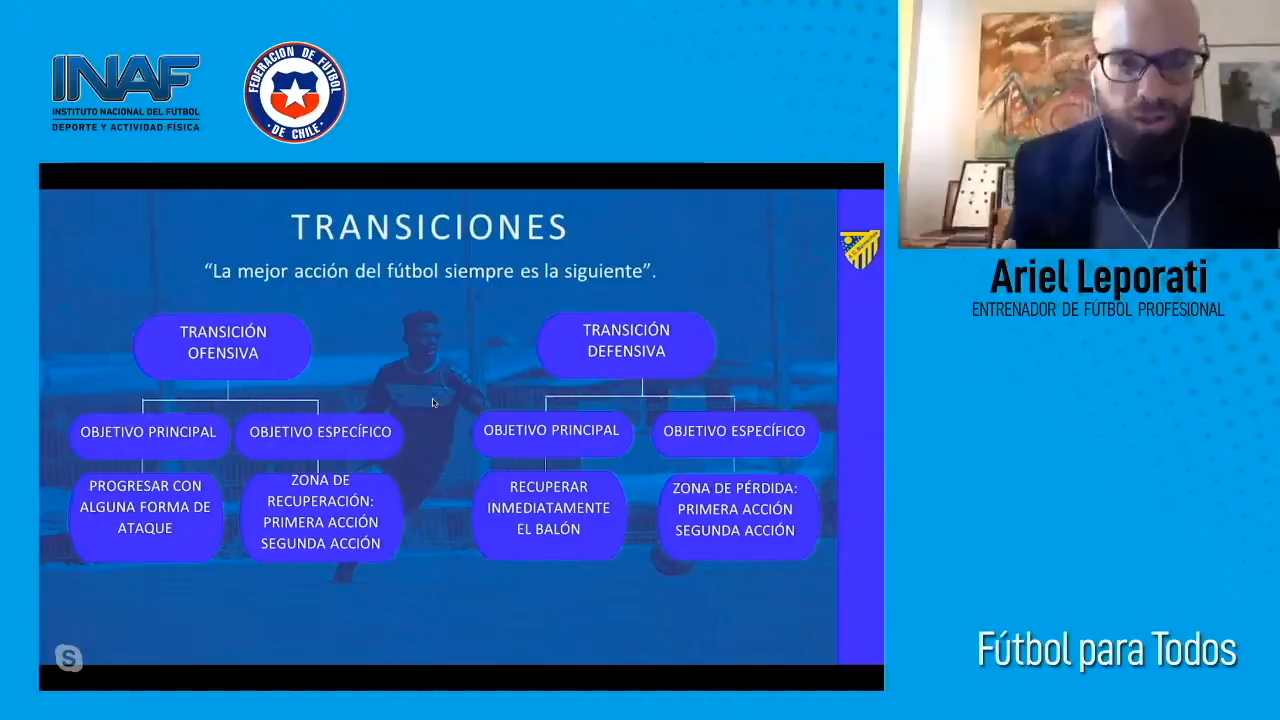 INAF
INSTITUTO NACIONAL DEL FÚTBOL
DEPORTE Y ACTIVIDAD FÍSICA
FEDERACION DE FUTBOL
DE CHILE
TRANSICIONES
“La mejor acción del fútbol siempre es la siguiente”.
TRANSICIÓN
OFENSIVA
OBJETIVO PRINCIPAL
OBJETIVO ESPECÍFICO
PROGRESAR CON
ALGUNA FORMA DE
ATAQUE
ZONA DE
RECUPERACIÓN:
PRIMERA ACCIÓN
SEGUNDA ACCIÓN
TRANSICIÓN
DEFENSIVA
OBJETIVO PRINCIPAL
OBJETIVO ESPECÍFICO
RECUPERAR
INMEDIATAMENTE
EL BALÓN
ZONA DE PÉRDIDA:
PRIMERA ACCIÓN
SEGUNDA ACCIÓN
S
Ariel Leporati
ENTRENADOR DE FÚTBOL PROFESIONAL
Fútbol para Todos